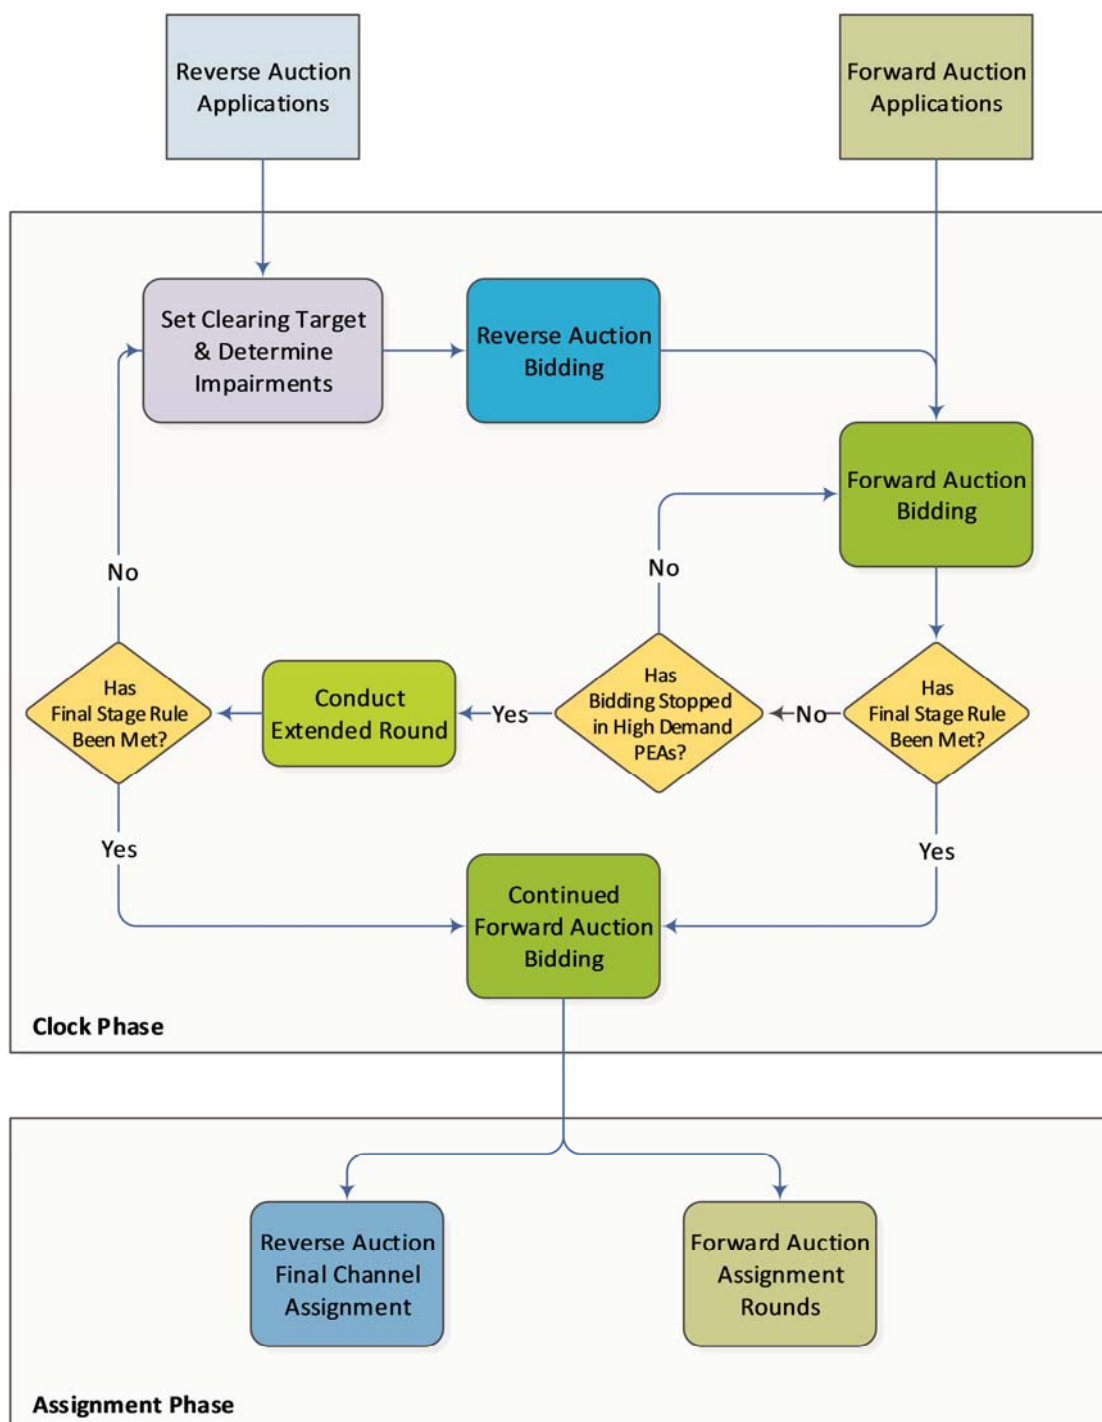 Reverse Auction
Applications
Forward Auction
Applications
Set Clearing Target
& Determine
Impairments
Reverse Auction
Bidding
Forward Auction
Bidding
No
No
Has
Final Stage Rule
Been Met?
Conduct
Extended Round
Yes
Has
Bidding Stopped
in High Demand
PEAs?
No
Has
Final Stage Rule
Been Met?
Yes
Yes
Continued
Forward Auction
Bidding
Clock Phase
Reverse Auction
Final Channel
Assignment
Forward Auction
Assignment
Rounds
Assignment Phase